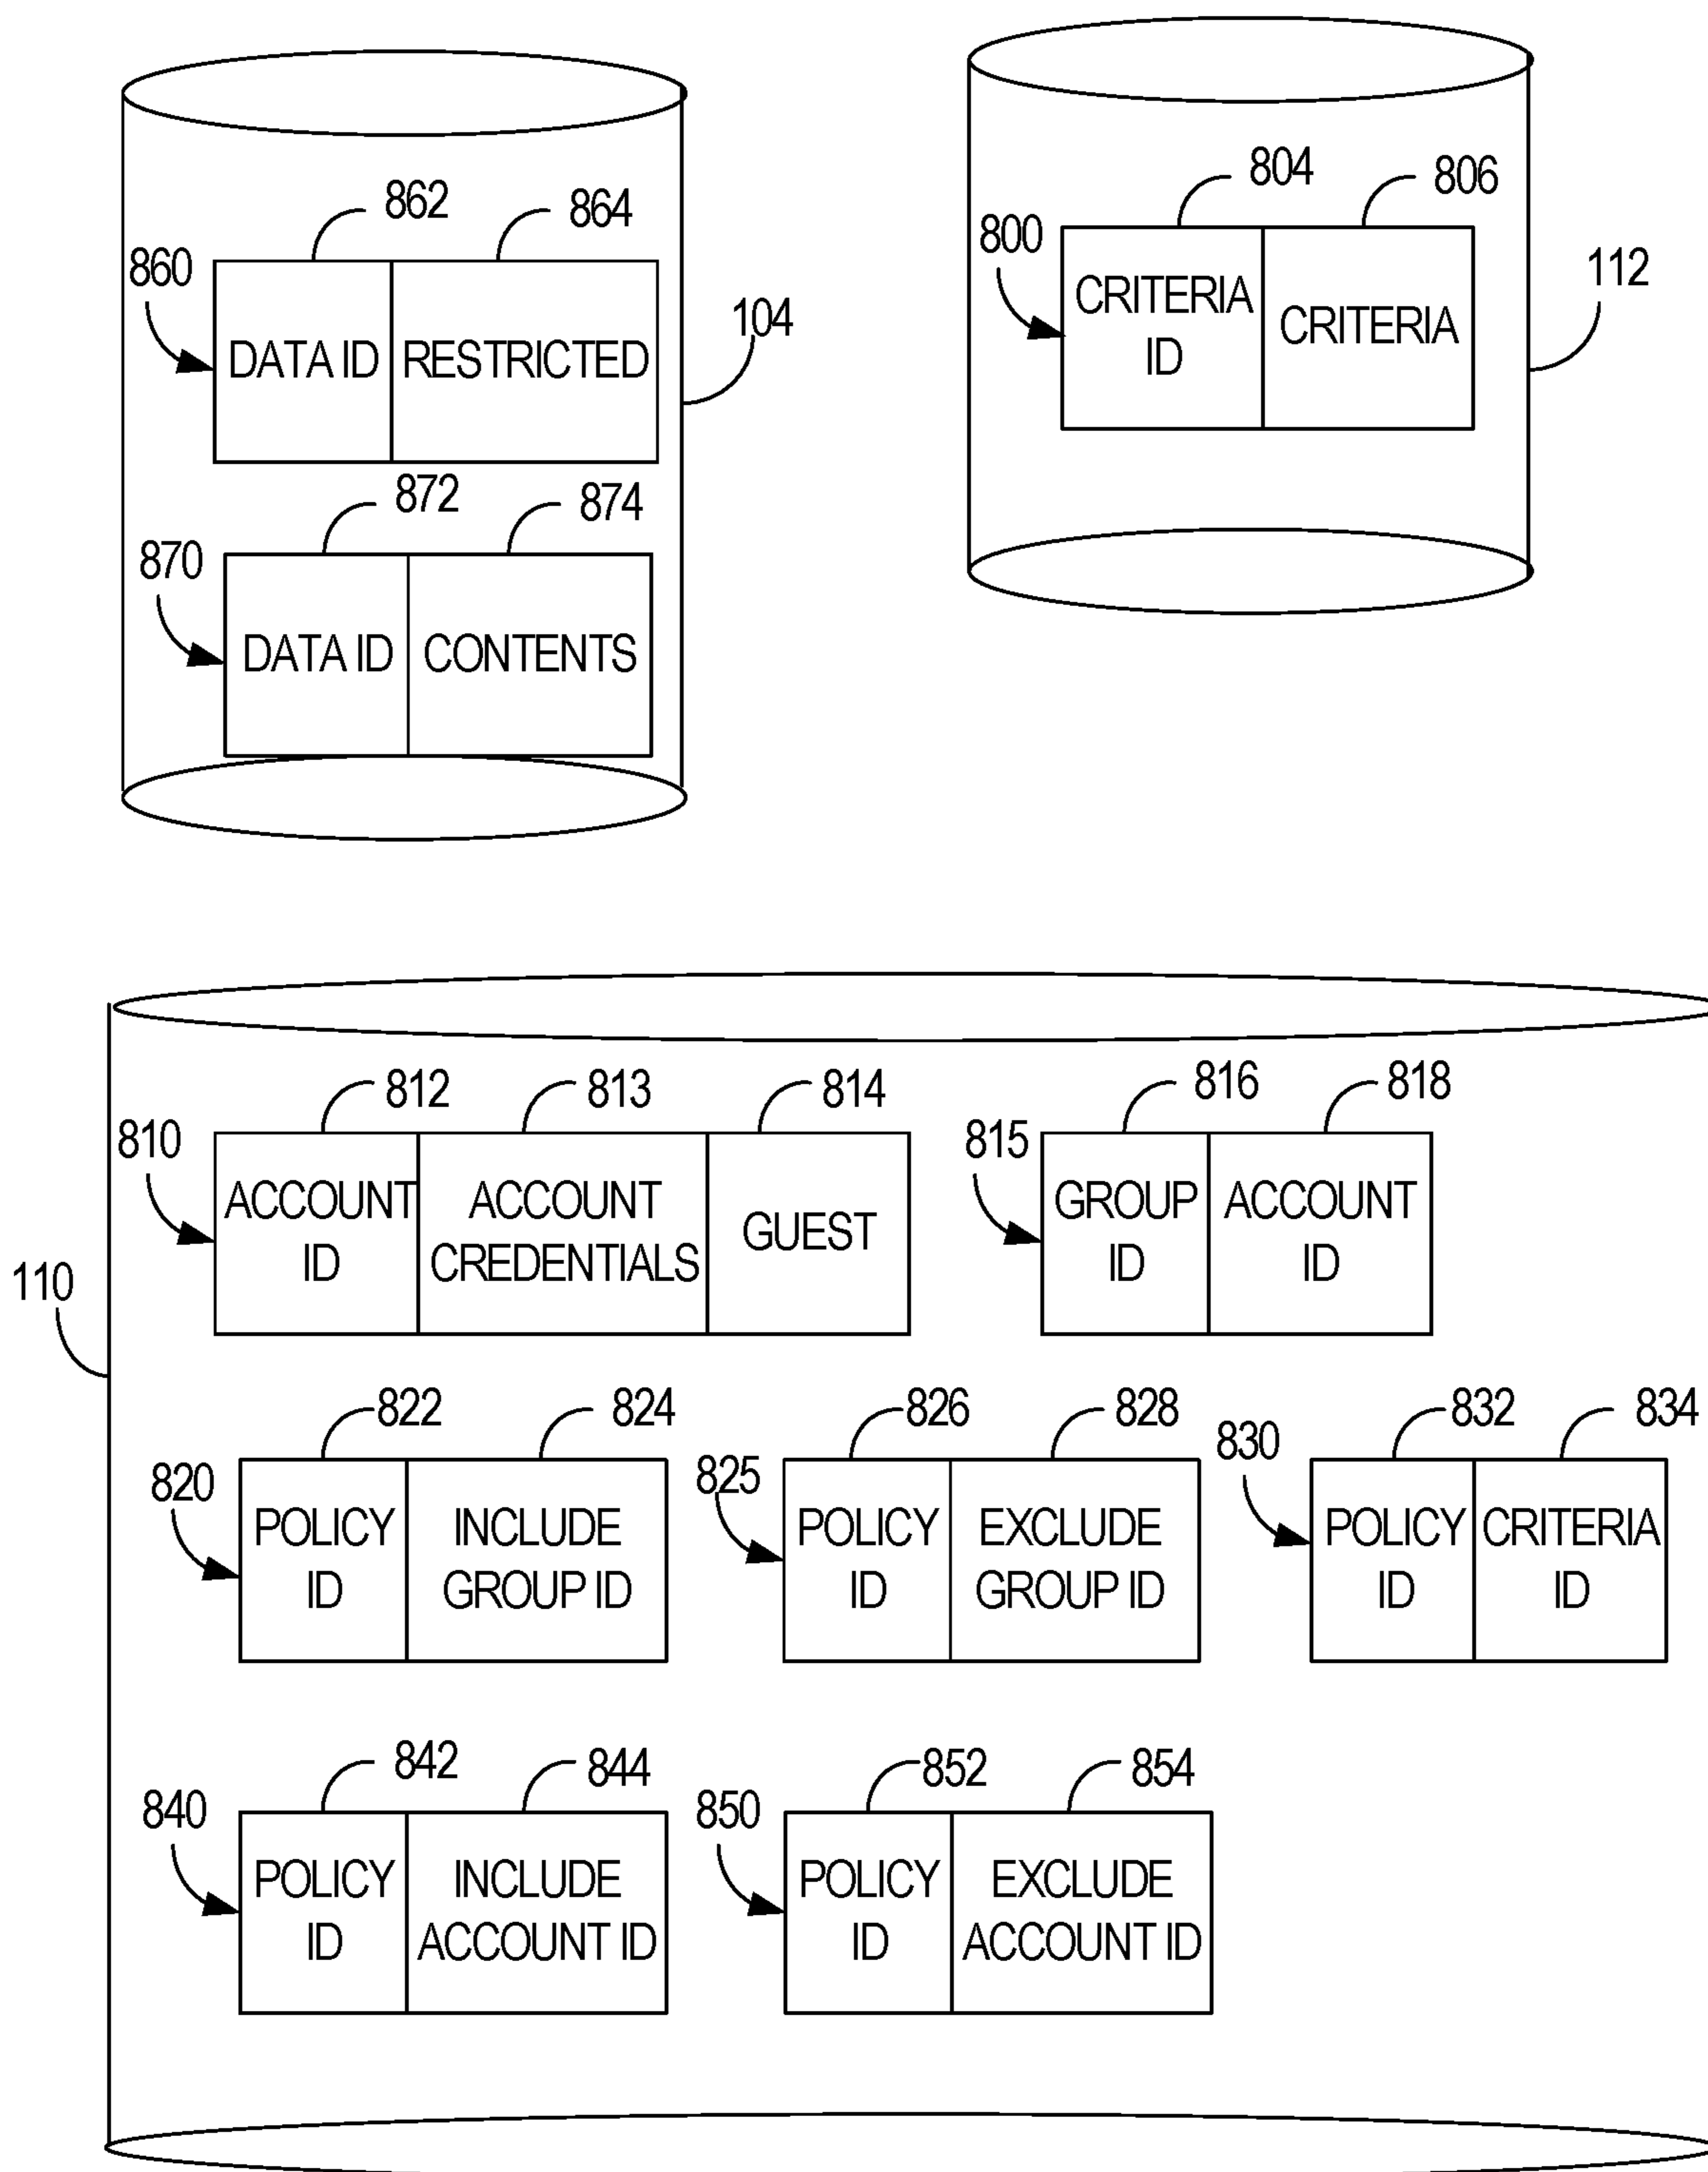 862
864
860
DATA ID
RESTRICTED
104
872
874
870
DATA ID
CONTENTS
804
806
800
CRITERIA
ID
CRITERIA
112
812
813
814
810
ACCOUNT
ID
ACCOUNT
CREDENTIALS
GUEST
816
818
815
GROUP
ID
ACCOUNT
ID
110
822
824
820
POLICY
ID
INCLUDE
GROUP ID
826
828
825
POLICY
ID
EXCLUDE
GROUP ID
832
834
830
POLICY
ID
CRITERIA
ID
842
844
840
POLICY
ID
INCLUDE
ACCOUNT ID
852
854
850
POLICY
ID
EXCLUDE
ACCOUNT ID